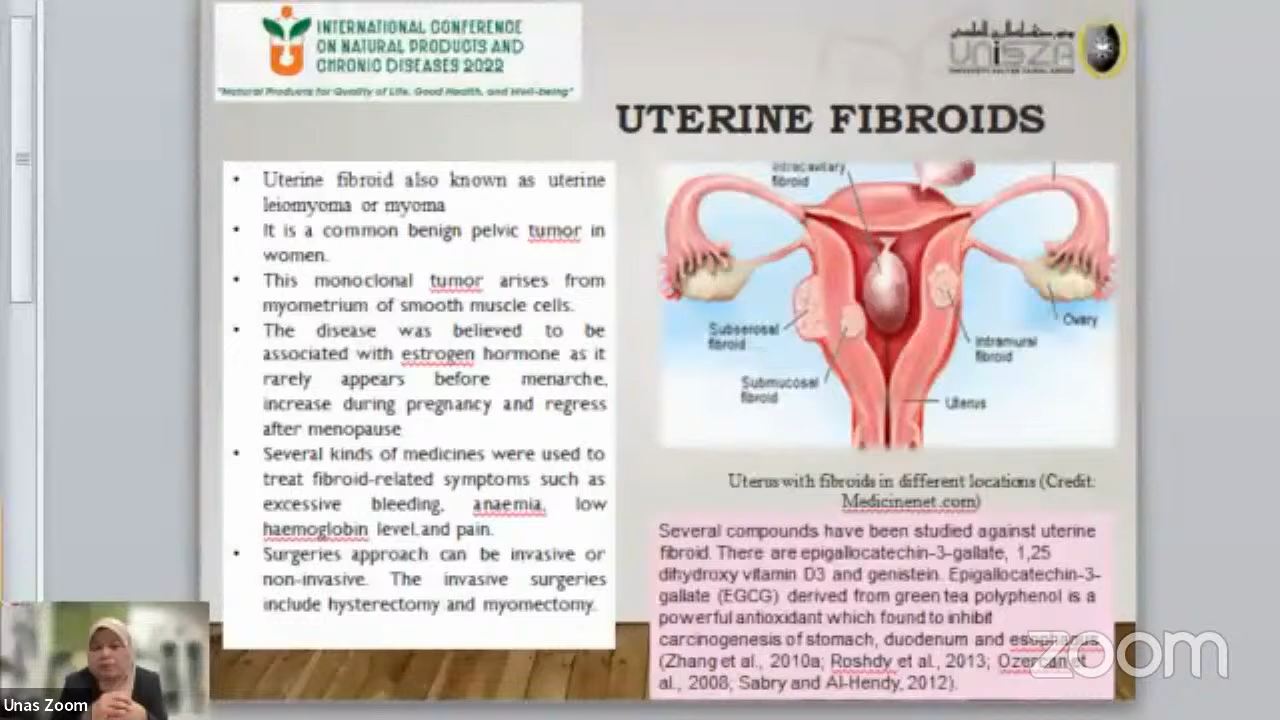 INTERNATIONAL CONFERENCE
ON NATURAL PRODUCTS AND
CHRONIC DISEASES 2022
"Natural Products for Quality of Life, Good Health, and Well-being"
UNISZA
UTERINE FIBROIDS
• Uterine fibroid also known as uterine
leiomyoma or myoma
• It is a common benign pelvic tumor in
women.
• This monoclonal tumor arises from
myometrium of smooth muscle cells.
• The disease was believed to be
associated with estrogen hormone as it
rarely appears before menarche,
increase during pregnancy and regress
after menopause
• Several kinds of medicines were used to
treat fibroid-related symptoms such as
excessive bleeding, anaemia, low
haemoglobin level.and pain.
• Surgeries approach can be invasive or
non-invasive. The invasive surgeries
include hysterectomy and myomectomy.
Intracavitary
fibroid
Subserosal
fibroid
Submucosal
fibroid
Ovary
Intramural
fibroid
Uterus
Uterus with fibroids in different locations (Credit:
Medicinenet.com)
Several compounds have been studied against uterine
fibroid. There are epigallocatechin-3-gallate, 1,25
dihydroxy vitamin D3 and genistein. Epigallocatechin-3-
gallate (EGCG) derived from green tea polyphenol is a
powerful antioxidant which found to inhibit
carcinogenesis of stomach, duodenum and esophagus
(Zhang et al., 2010a; Roshdy et al., 2013; Ozercan et
al., 2008; Sabry and Al-Hendy, 2012).
zoom
Unas Zoom